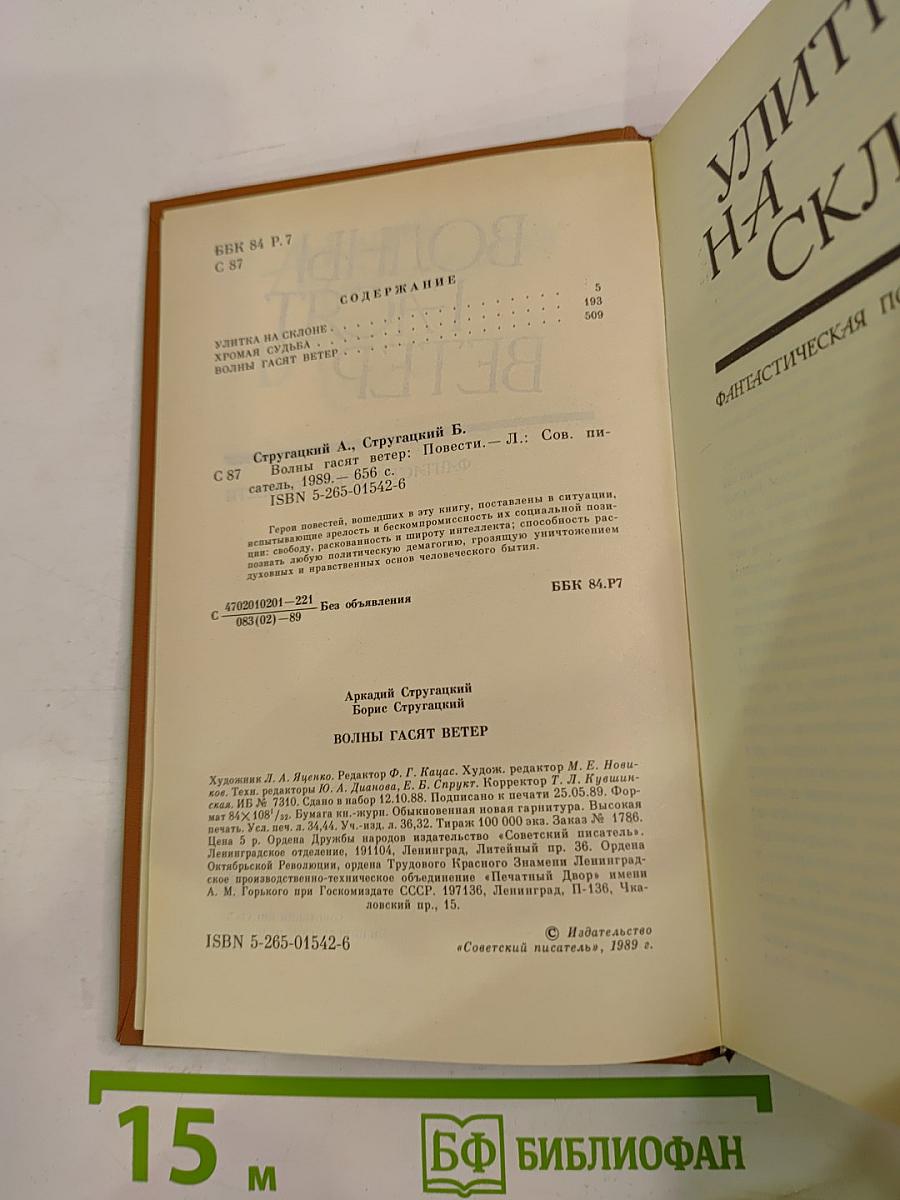 ББК 84 Р.7
С 87
СОДЕРЖАНИЕ
УЛИТКА НА СКЛОНЕ . . . . . . . . . . . . 5
ХРОМАЯ СУДЬБА . . . . . . . . . . . . 193
ВОЛНЫ ГАСЯТ ВЕТЕР . . . . . . . . . . . . 509
Стругацкий А., Стругацкий Б.
С 87 Волны гасят ветер: Повести.— Л.: Сов. пи-
сатель, 1989.— 656 с.
ISBN 5-265-01542-6
Герои повестей, вошедших в эту книгу, поставлены в ситуации,
испытывающие зрелость и бескомпромиссность их социальной пози-
ции: свободу, раскованность и широту интеллекта; способность рас-
познать любую политическую демагогию, грозящую уничтожением
духовных и нравственных основ человеческого бытия.
С 4702010201—221 / 083(02)—89 Без объявления
ББК 84.Р7
Аркадий Стругацкий
Борис Стругацкий
ВОЛНЫ ГАСЯТ ВЕТЕР
Художник Л. А. Яценко. Редактор Ф. Г. Кацас. Худож. редактор М. Е. Нови-
ков. Техн. редакторы Ю. А. Дианова, Е. Б. Спрукт. Корректор Т. Л. Кувшин-
ская. ИБ № 7310. Сдано в набор 12.10.88. Подписано к печати 25.05.89. Фор-
мат 84×108¹/₃₂. Бумага кн.-журн. Обыкновенная новая гарнитура. Высокая
печать. Усл. печ. л. 34,44. Уч.-изд. л. 36,32. Тираж 100 000 экз. Заказ № 1786.
Цена 5 р. Ордена Дружбы народов издательство «Советский писатель».
Ленинградское отделение, 191104, Ленинград, Литейный пр. 36. Ордена
Октябрьской Революции, ордена Трудового Красного Знамени Ленинград-
ское производственно-техническое объединение «Печатный Двор» имени
А. М. Горького при Госкомиздате СССР. 197136, Ленинград, П-136, Чка-
ловский пр., 15.
ISBN 5-265-01542-6
© Издательство
«Советский писатель», 1989 г.
УЛИТ
НА
СКЛ
ФАНТАСТИЧЕСКАЯ ПО
15 м
БФ БИБЛИОФАН